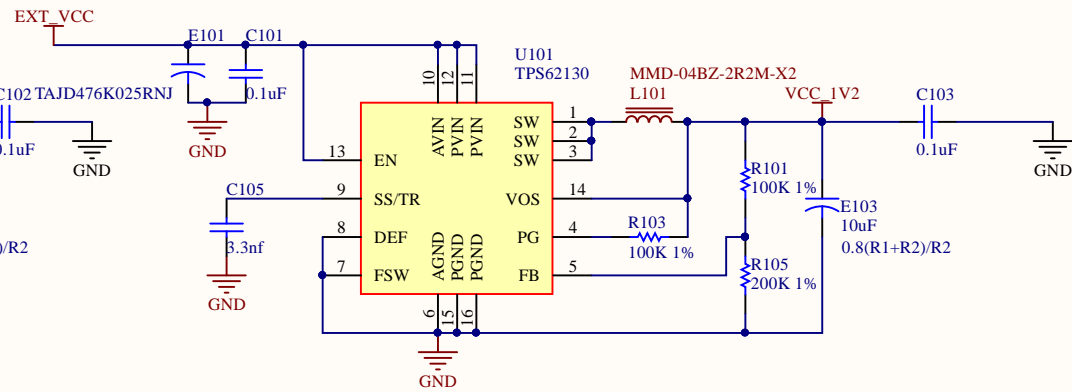 EXT_VCC
E101
C101
U101
TPS62130
MMD-04BZ-2R2M-X2
C102
TAJD476K025RNJ
0.1uF
10
12
11
L101
VCC_1V2
C103
0.1uF
GND
GND
AVIN
PVIN
PVIN
SW
1
SW
2
SW
3
0.1uF
GND
GND
13
EN
R101
100K 1%
C105
9
SS/TR
VOS
14
3.3nf
8
DEF
PG
4
R103
100K 1%
E103
10uF
0.8(R1+R2)/R2
)/R2
7
FSW
AGND
PGND
PGND
FB
5
R105
200K 1%
GND
6
15
16
GND